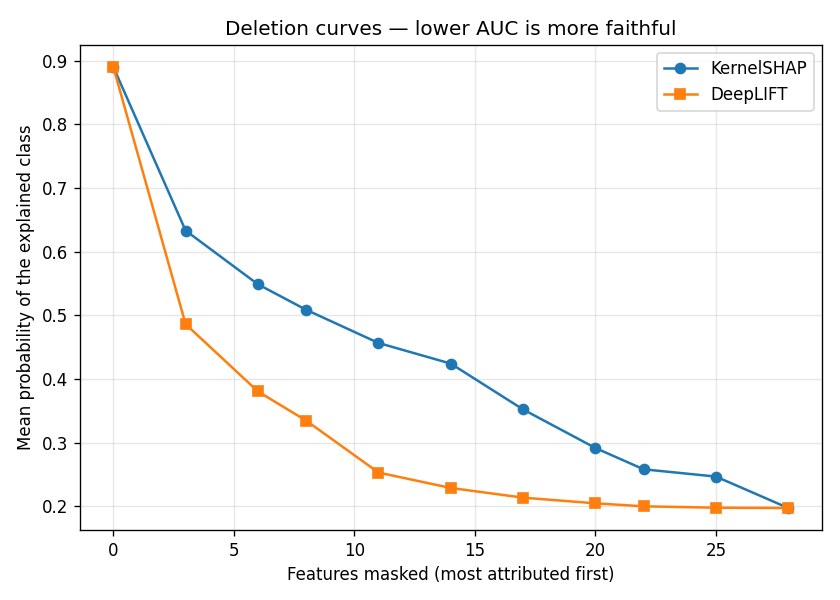 Deletion curves — lower AUC is more faithful
KernelSHAP
DeepLIFT
Mean probability of the explained class
0.9
0.8
0.7
0.6
0.5
0.4
0.3
0.2
0
5
10
15
20
25
Features masked (most attributed first)